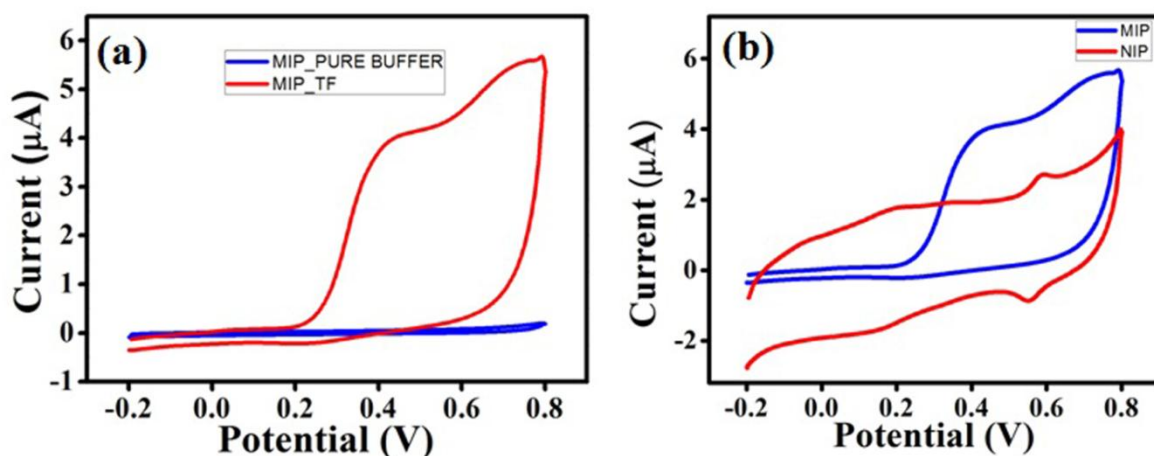 (a)
MIP_PURE BUFFER
MIP_TF
6
5
4
3
2
1
0
-1
Current (μA)
-0.2 0.0 0.2 0.4 0.6 0.8
Potential (V)
(b)
MIP
NIP
6
4
2
0
-2
Current (μA)
-0.2 0.0 0.2 0.4 0.6 0.8
Potential (V)